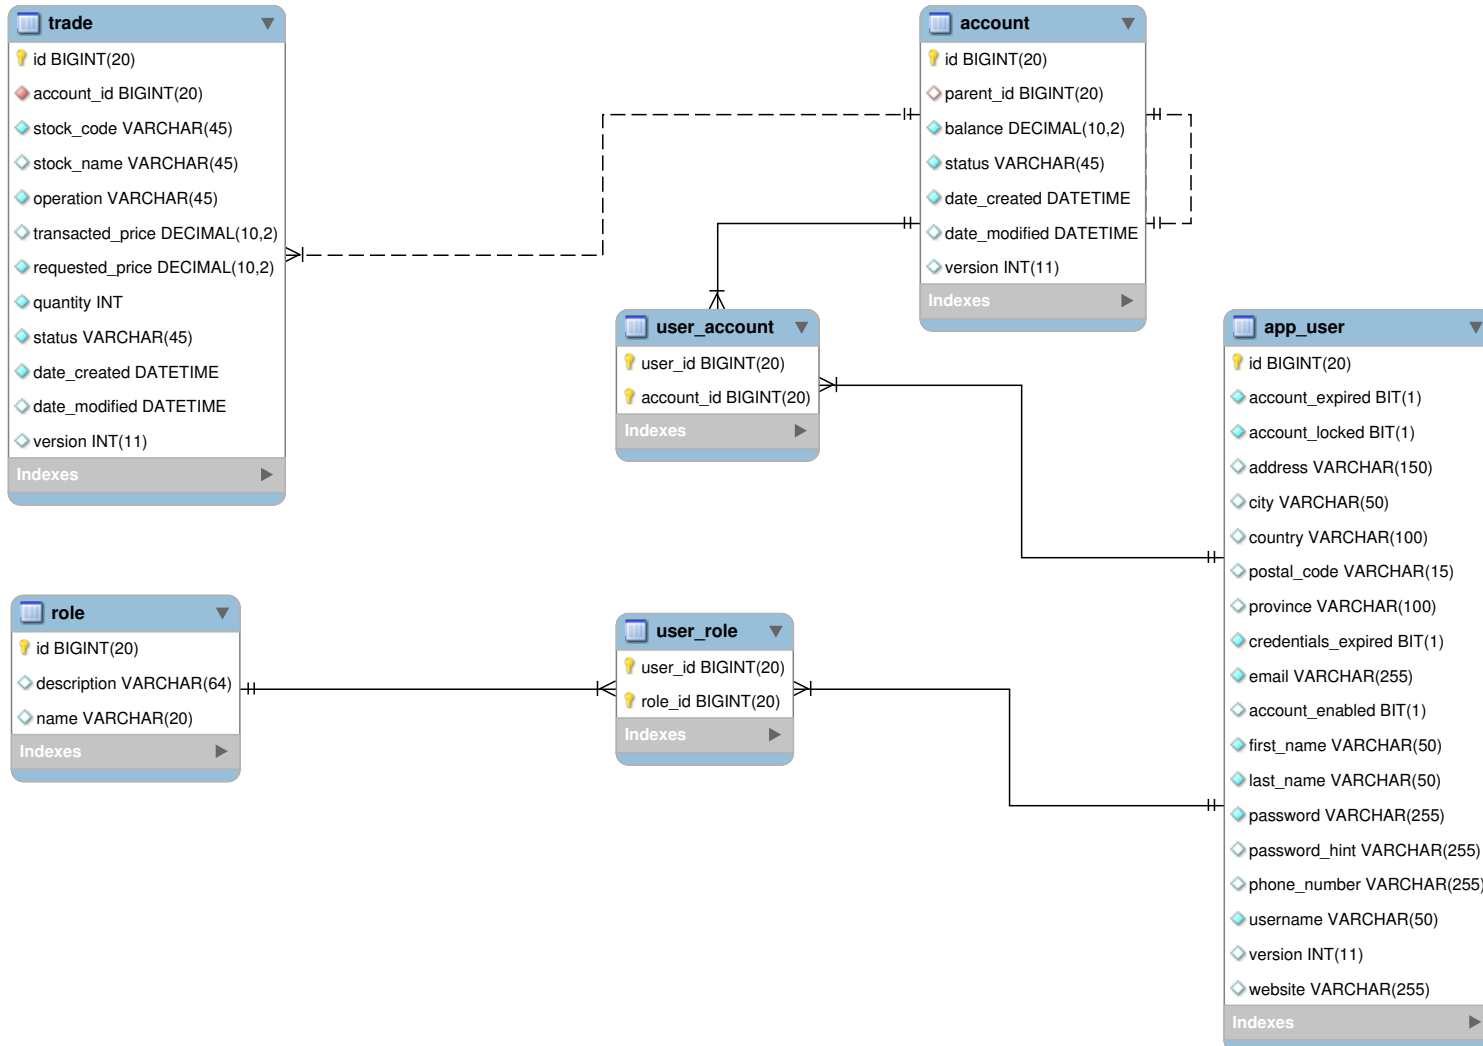 trade
id BIGINT(20)
account_id BIGINT(20)
stock_code VARCHAR(45)
stock_name VARCHAR(45)
operation VARCHAR(45)
transacted_price DECIMAL(10,2)
requested_price DECIMAL(10,2)
quantity INT
status VARCHAR(45)
date_created DATETIME
date_modified DATETIME
version INT(11)
Indexes
account
id BIGINT(20)
parent_id BIGINT(20)
balance DECIMAL(10,2)
status VARCHAR(45)
date_created DATETIME
date_modified DATETIME
version INT(11)
Indexes
user_account
user_id BIGINT(20)
account_id BIGINT(20)
Indexes
app_user
id BIGINT(20)
account_expired BIT(1)
account_locked BIT(1)
address VARCHAR(150)
city VARCHAR(50)
country VARCHAR(100)
postal_code VARCHAR(15)
province VARCHAR(100)
credentials_expired BIT(1)
email VARCHAR(255)
account_enabled BIT(1)
first_name VARCHAR(50)
last_name VARCHAR(50)
password VARCHAR(255)
password_hint VARCHAR(255)
phone_number VARCHAR(255)
username VARCHAR(50)
version INT(11)
website VARCHAR(255)
Indexes
role
id BIGINT(20)
description VARCHAR(64)
name VARCHAR(20)
Indexes
user_role
user_id BIGINT(20)
role_id BIGINT(20)
Indexes